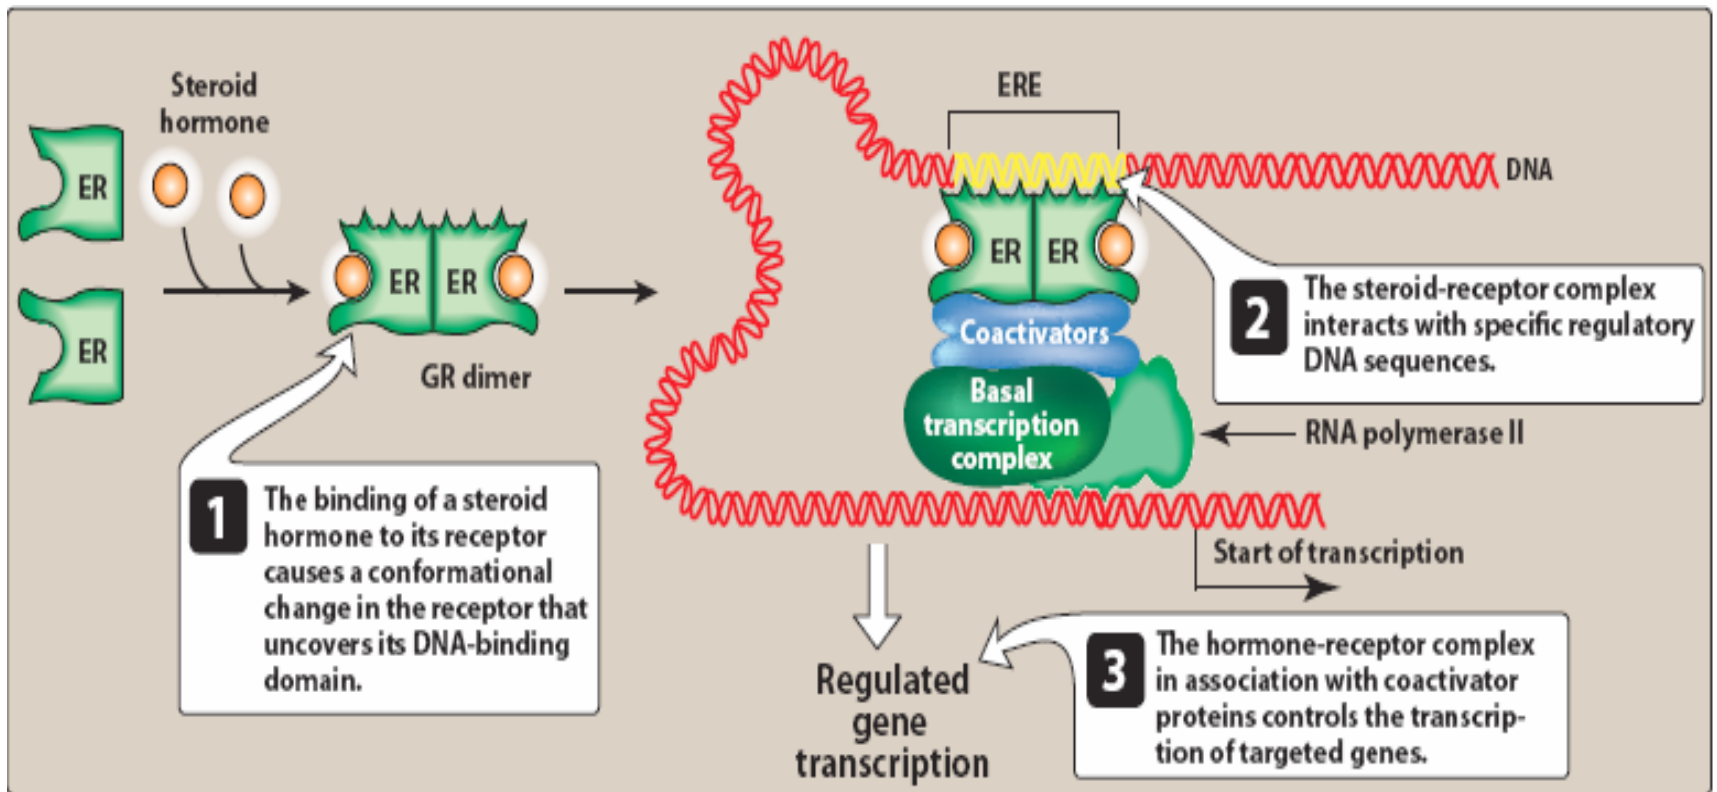 Steroid
hormone
ER
ER
ER
ER
GR dimer
1
The binding of a steroid
hormone to its receptor
causes a conformational
change in the receptor that
uncovers its DNA-binding
domain.
ERE
DNA
ER
ER
Coactivators
Basal
transcription
complex
RNA polymerase II
2
The steroid-receptor complex
interacts with specific regulatory
DNA sequences.
Start of transcription
Regulated
gene
transcription
3
The hormone-receptor complex
in association with coactivator
proteins controls the transcrip-
tion of targeted genes.